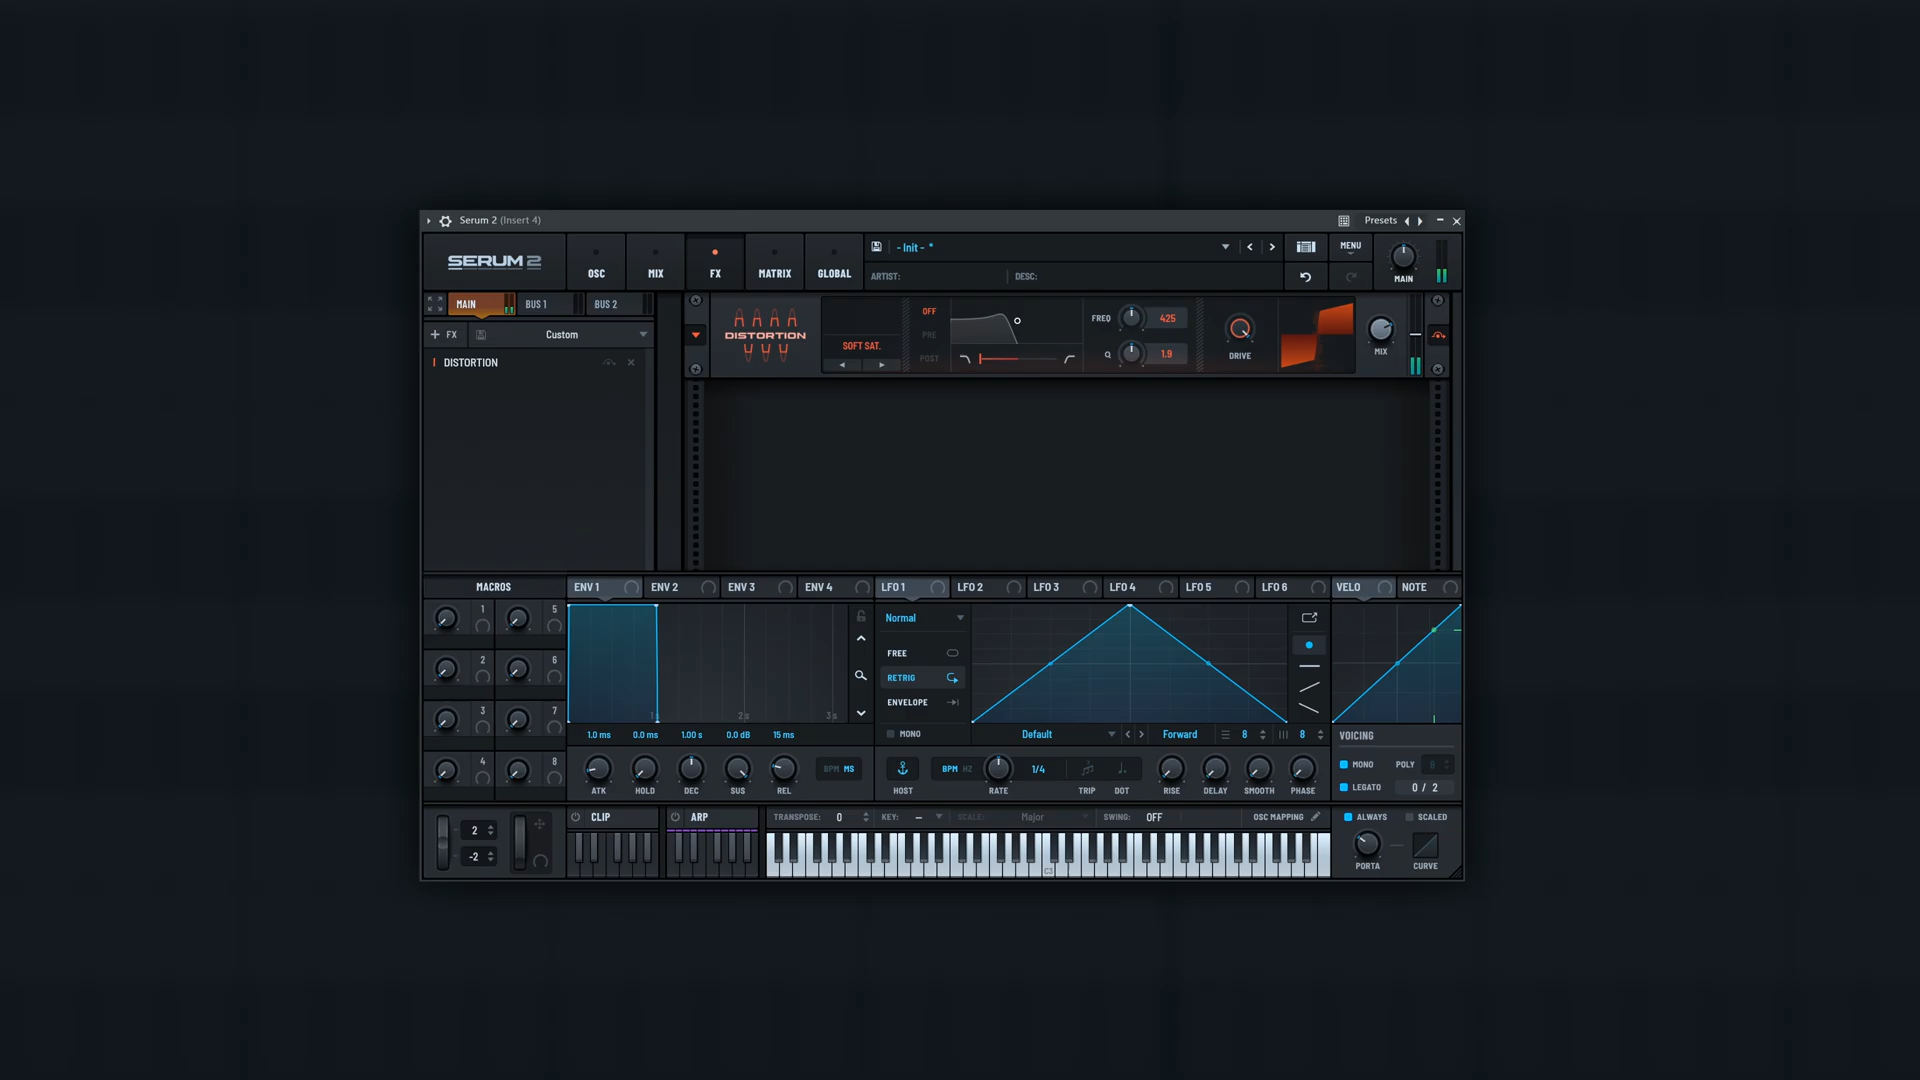 Serum 2 (Insert 4)
Presets
SERUM 2
OSC
MIX
FX
MATRIX
GLOBAL
- Init - *
MENU
ARTIST:
DESC:
MAIN
MAIN
BUS 1
BUS 2
+ FX
Custom
DISTORTION
DISTORTION
SOFT SAT.
OFF
PRE
POST
FREQ
425
Q
1.9
DRIVE
MIX
MACROS
ENV 1
ENV 2
ENV 3
ENV 4
LFO 1
LFO 2
LFO 3
LFO 4
LFO 5
LFO 6
VELO
NOTE
1
5
2
6
3
7
4
8
1s
2s
3s
1.0 ms
0.0 ms
1.00 s
0.0 dB
15 ms
ATK
HOLD
DEC
SUS
REL
BPM MS
Normal
FREE
RETRIG
ENVELOPE
MONO
Default
Forward
8
8
HOST
BPM HZ
RATE
1/4
TRIP
DOT
RISE
DELAY
SMOOTH
PHASE
VOICING
MONO
POLY
8
LEGATO
0 / 2
2
-2
CLIP
ARP
TRANSPOSE: 0
KEY: –
SCALE: Major
SWING: OFF
OSC MAPPING
ALWAYS
SCALED
PORTA
CURVE